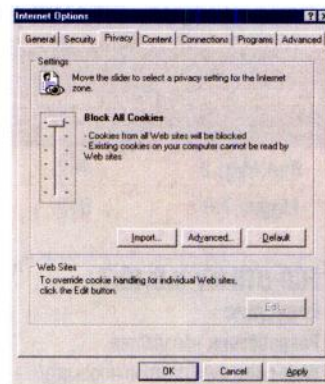 Internet Options
General Security Privacy Content Connections Programs Advanced
Settings
Move the slider to select a privacy setting for the Internet
zone.
Block All Cookies
- Cookies from all Web sites will be blocked
- Existing cookies on your computer cannot be read by
Web sites
Import... Advanced... Default
Web Sites
To override cookie handling for individual Web sites,
click the Edit button.
Edit...
OK Cancel Apply